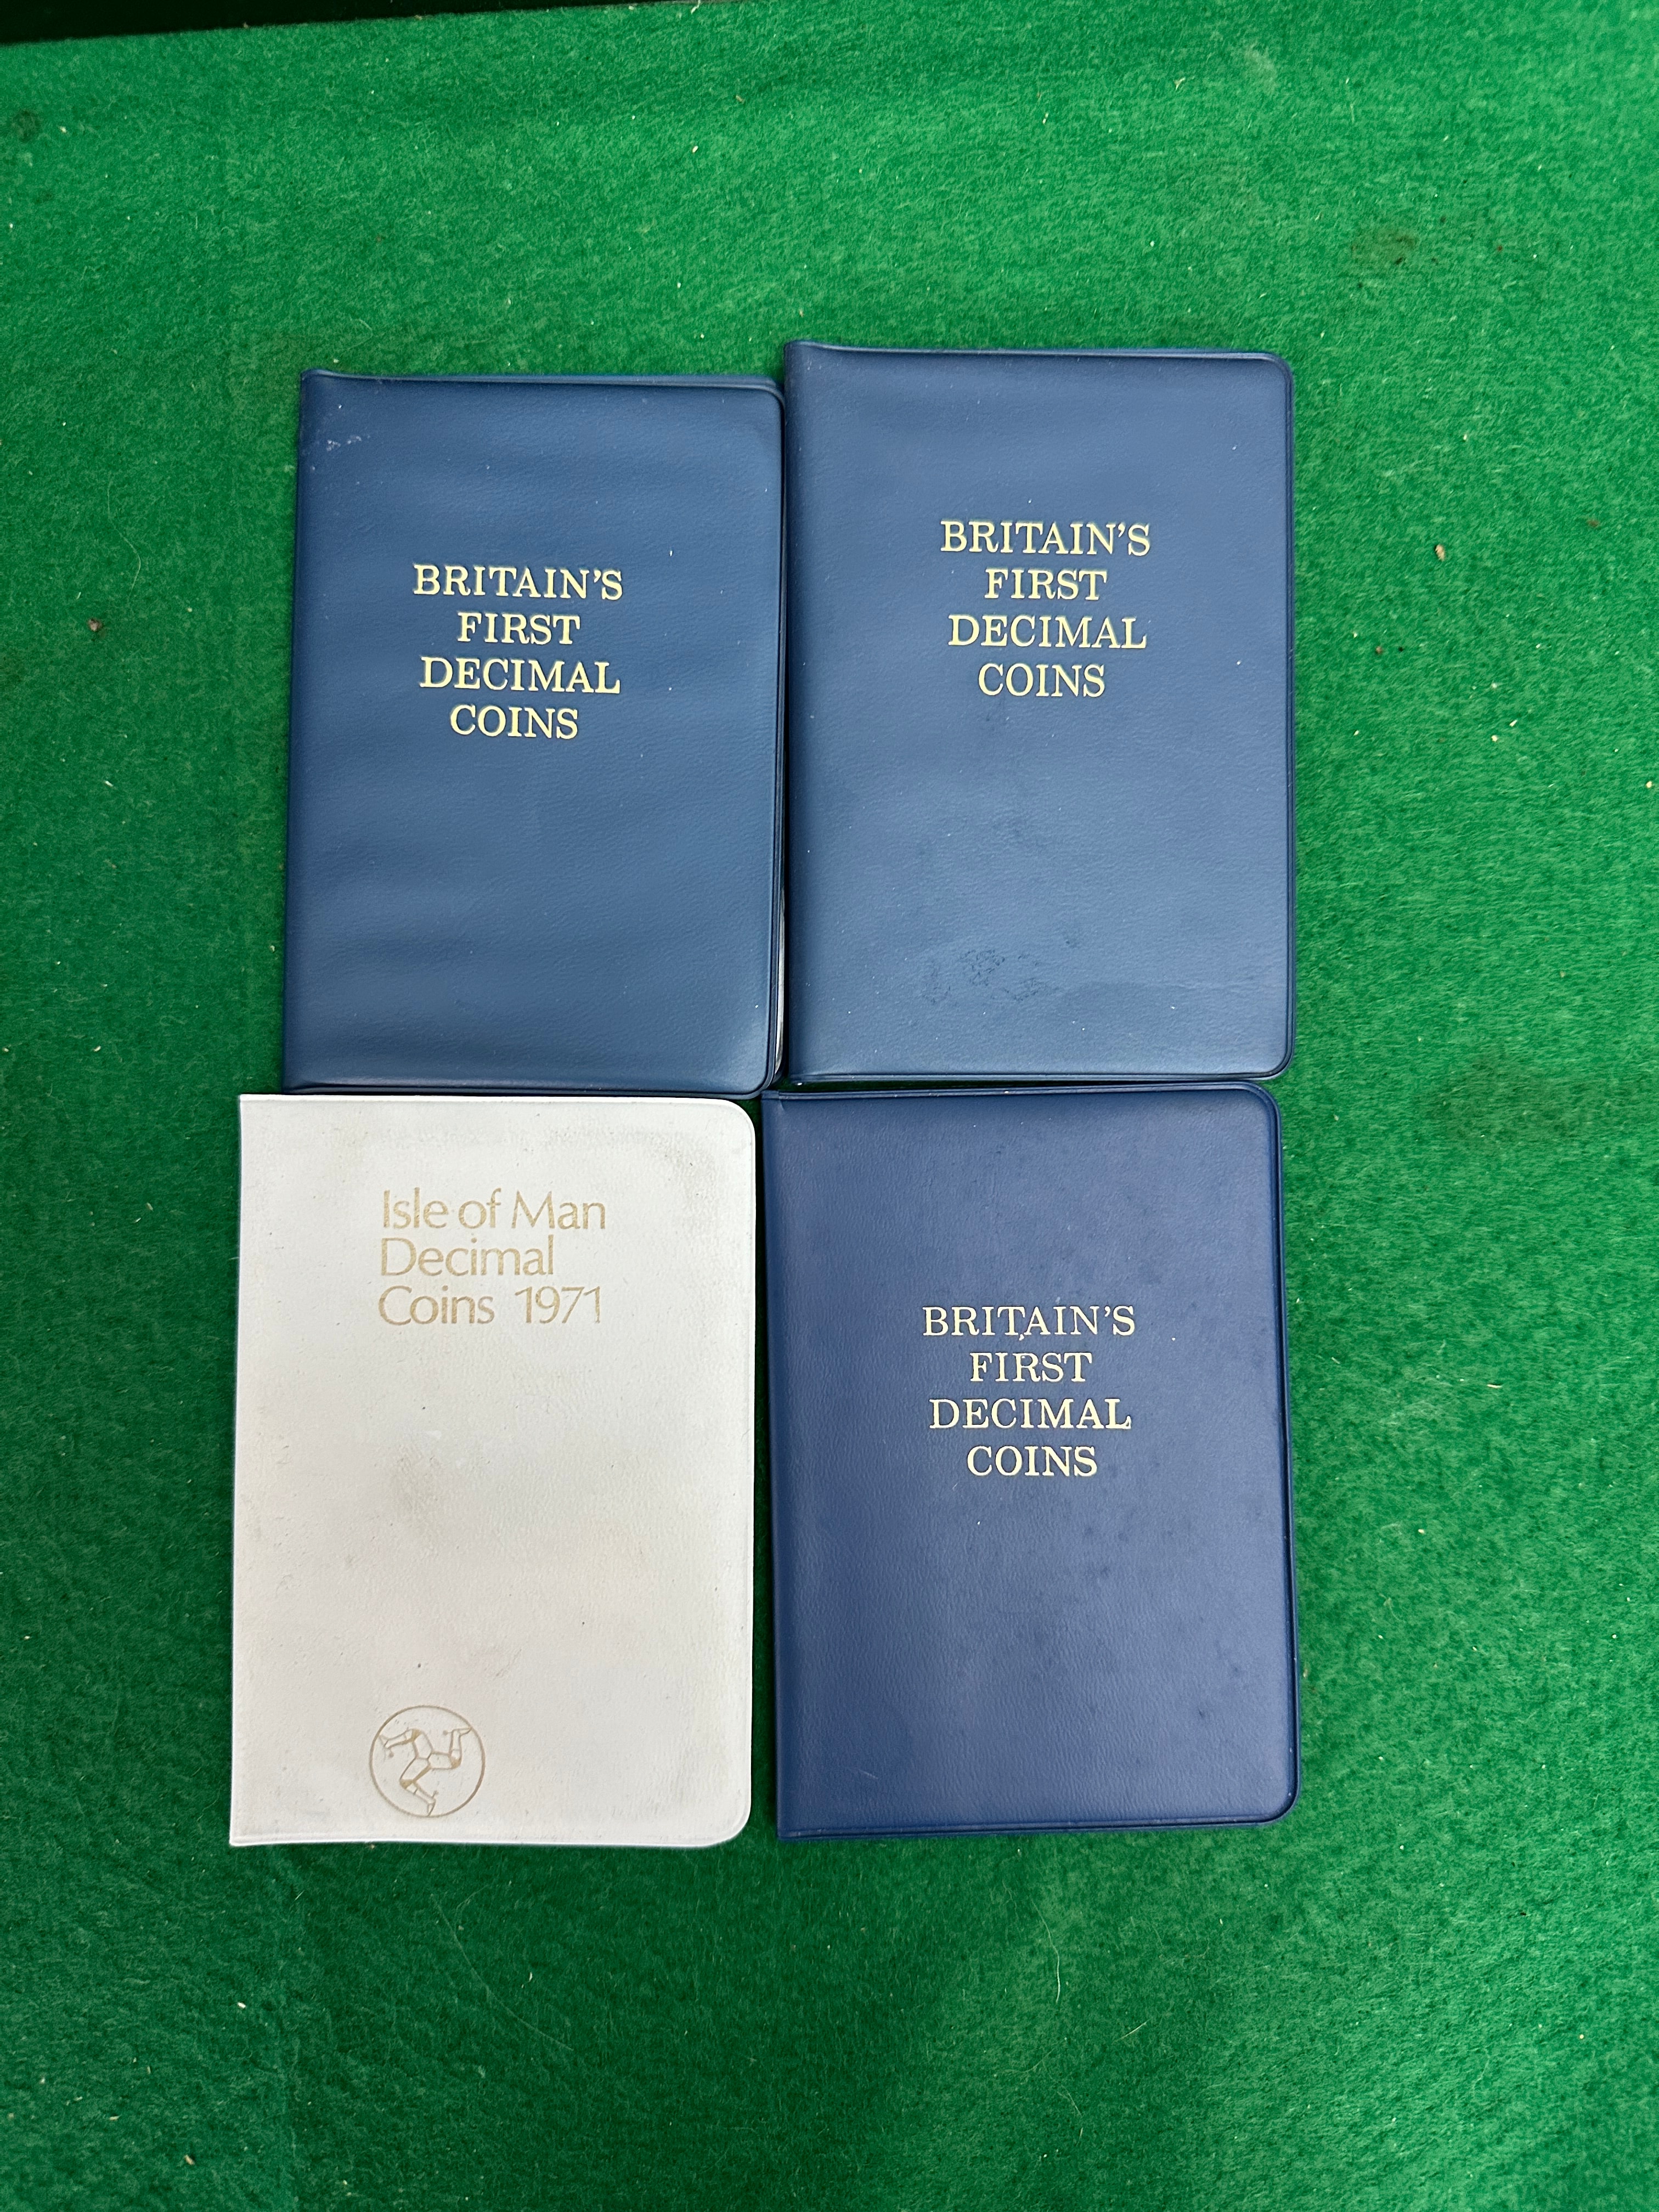 BRITAIN'S
FIRST
DECIMAL
COINS
BRITAIN'S
FIRST
DECIMAL
COINS
Isle of Man
Decimal
Coins 1971
BRITAIN'S
FIRST
DECIMAL
COINS